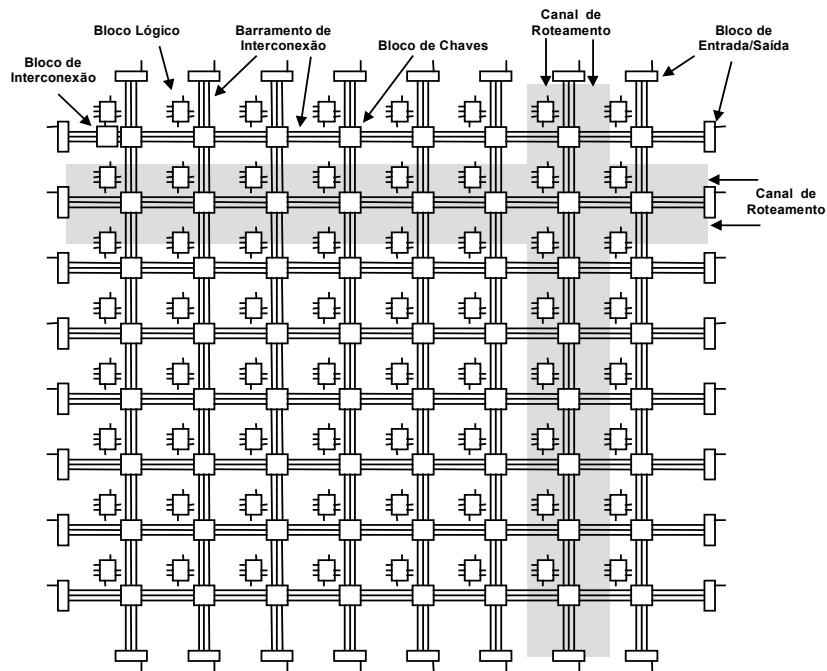 Canal de
Roteamento
Bloco Lógico
Barramento de
Interconexão
Bloco de Chaves
Bloco de
Entrada/Saída
Bloco de
Interconexão
Canal de
Roteamento